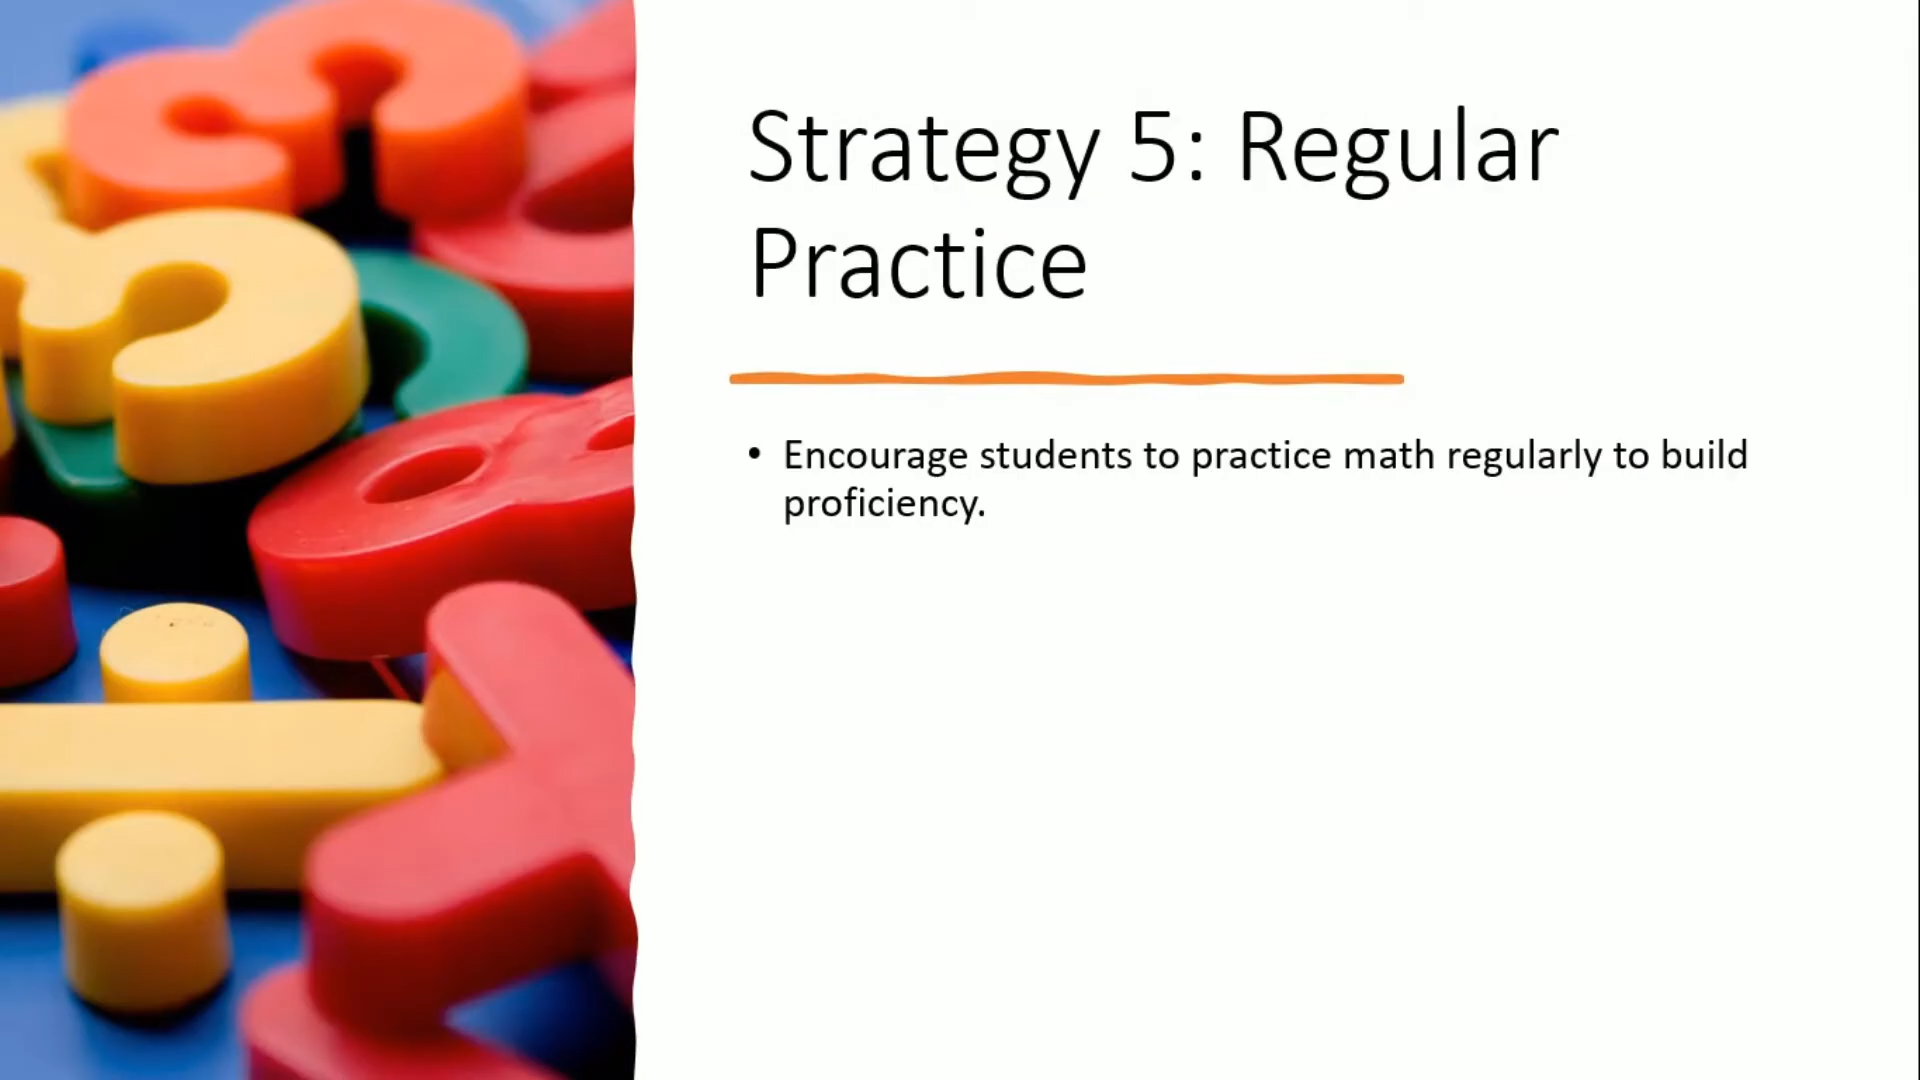 Strategy 5: Regular
Practice
• Encourage students to practice math regularly to build
proficiency.